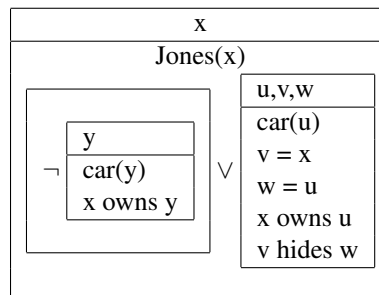 x
Jones(x)
¬
y
car(y)
x owns y
∨
u,v,w
car(u)
v = x
w = u
x owns u
v hides w